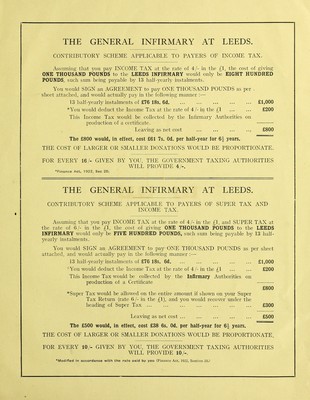 THE GENERAL INFIRMARY AT LEEDS.
CONTRIBUTORY SCHEME APPLICABLE TO PAYERS OF INCOME TAX.
Assuming that you pay INCOME TAX at the rate of 4/- in the £1, the cost of giving
ONE THOUSAND POUNDS to the LEEDS INFIRMARY would only be EIGHT HUNDRED
POUNDS, each sum being payable by 13 half-yearly instalments.
You would SIGN an AGREEMENT to pay ONE THOUSAND POUNDS as per
sheet attached, and would actually pay in the following manner :—
13 half-yearly instalments of £76 18s. 6d. ... ... ... ... £1,000
*You would deduct the Income Tax at the rate of 4/- in the £1 ... £200
This Income Tax would be collected by the Infirmary Authorities on
production of a certificate.
Leaving as net cost ... ... ... ... £800
The £800 would, in effect, cost £61 7s. 0d. per half-year for 6½ years.
THE COST OF LARGER OR SMALLER DONATIONS WOULD BE PROPORTIONATE.
FOR EVERY 10/- GIVEN BY YOU, THE GOVERNMENT TAXING AUTHORITIES
WILL PROVIDE 4/-.
*Finance Act, 1922, Sec 20.
THE GENERAL INFIRMARY AT LEEDS.
CONTRIBUTORY SCHEME APPLICABLE TO PAYERS OF SUPER TAX AND
INCOME TAX.
Assuming that you pay INCOME TAX at the rate of 4/- in the £1, and SUPER TAX at
the rate of 6/- in the £1, the cost of giving ONE THOUSAND POUNDS to the LEEDS
INFIRMARY would only be FIVE HUNDRED POUNDS, each sum being payable by 13 half-
yearly instalments.
You would SIGN an AGREEMENT to pay ONE THOUSAND POUNDS as per sheet
attached, and would actually pay in the following manner :—
13 half-yearly instalments of £76 18s. 6d. ... ... ... ... £1,000
*You would deduct the Income Tax at the rate of 4/- in the £1 ... £200
This Income Tax would be collected by the Infirmary Authorities on
production of a Certificate
£800
*Super Tax would be allowed on the entire amount if shown on your Super
Tax Return (rate 6/- in the £1), and you would recover under the
heading of Super Tax ... ... ... ... £300
Leaving as net cost ... ... ... ... £500
The £500 would, in effect, cost £38 6s. 0d. per half-year for 6½ years.
THE COST OF LARGER OR SMALLER DONATIONS WOULD BE PROPORTIONATE.
FOR EVERY 10/- GIVEN BY YOU, THE GOVERNMENT TAXING AUTHORITIES
WILL PROVIDE 10/-.
*Modified in accordance with the rate paid by you (Finance Act, 1922, Section 20.)